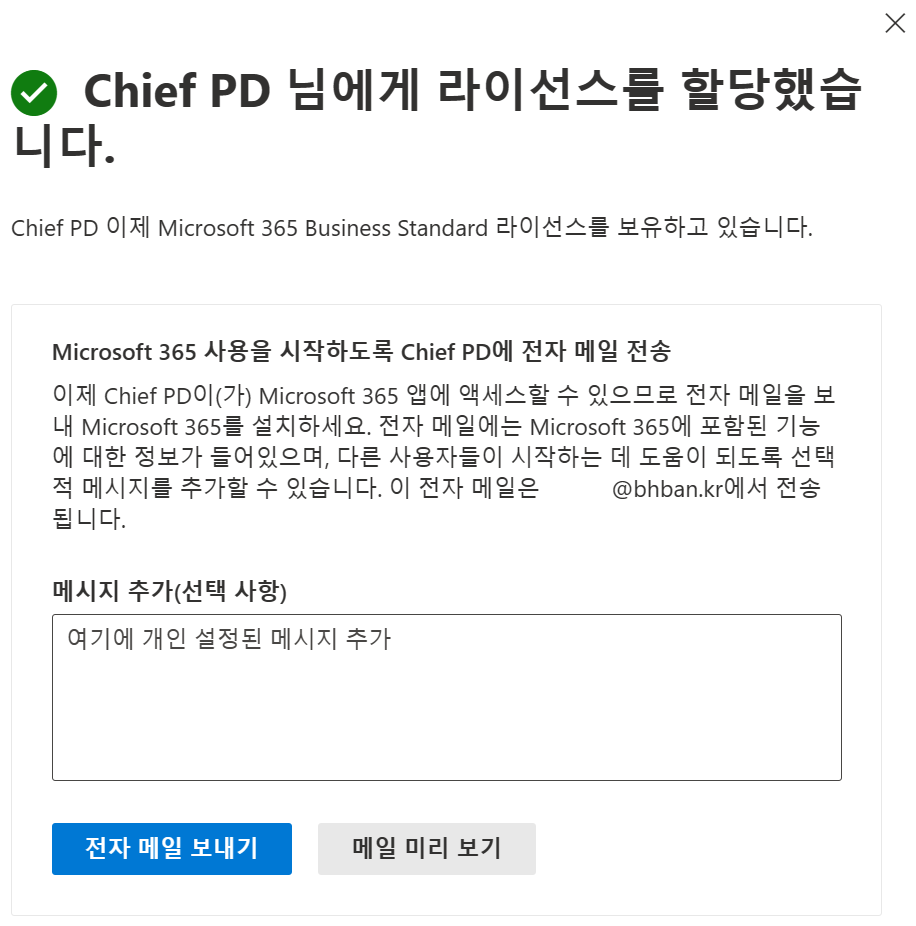 Chief PD 님에게 라이선스를 할당했습
니다.
Chief PD 이제 Microsoft 365 Business Standard 라이선스를 보유하고 있습니다.
Microsoft 365 사용을 시작하도록 Chief PD에 전자 메일 전송
이제 Chief PD이(가) Microsoft 365 앱에 액세스할 수 있으므로 전자 메일을 보
내 Microsoft 365를 설치하세요. 전자 메일에는 Microsoft 365에 포함된 기능
에 대한 정보가 들어있으며, 다른 사용자들이 시작하는 데 도움이 되도록 선택
적 메시지를 추가할 수 있습니다. 이 전자 메일은 @bhban.kr에서 전송
됩니다.
메시지 추가(선택 사항)
여기에 개인 설정된 메시지 추가
전자 메일 보내기 메일 미리 보기